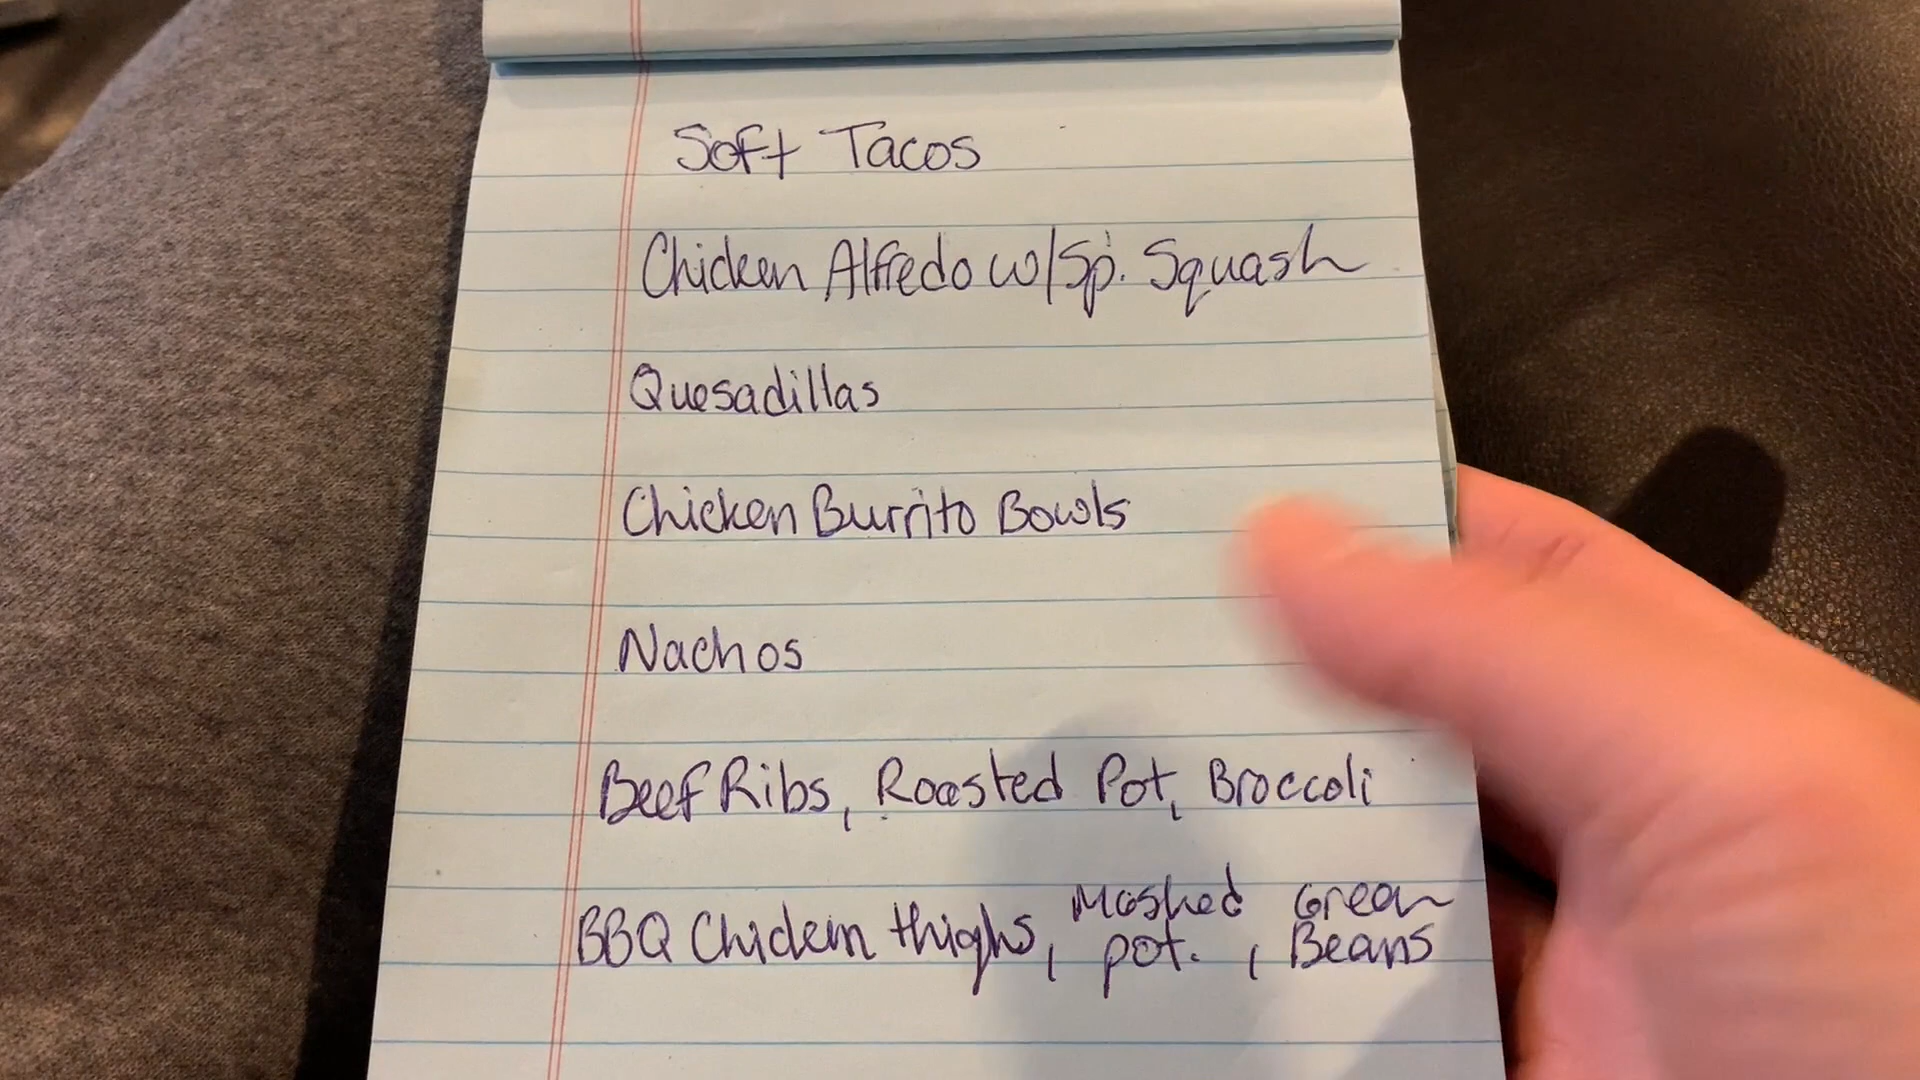 Soft Tacos
Chicken Alfredo w/Sp. Squash
Quesadillas
Chicken Burrito Bowls
Nachos
Beef Ribs, Roasted Pot, Broccoli
BBQ Chicken thighs, Mashed pot., Green Beans